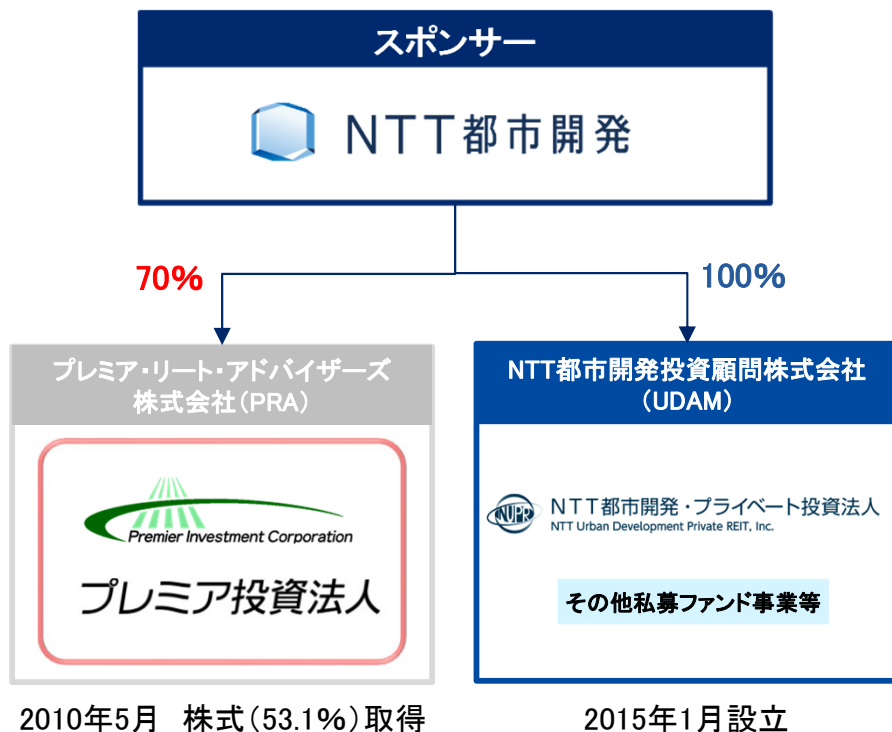 スポンサー
NTT都市開発
70%
100%
プレミア・リート・アドバイザーズ
株式会社(PRA)
Premier Investment Corporation
プレミア投資法人
2010年5月 株式(53.1%)取得
NTT都市開発投資顧問株式会社
(UDAM)
NUPR
NTT都市開発・プライベート投資法人
NTT Urban Development Private REIT, Inc.
その他私募ファンド事業等
2015年1月設立